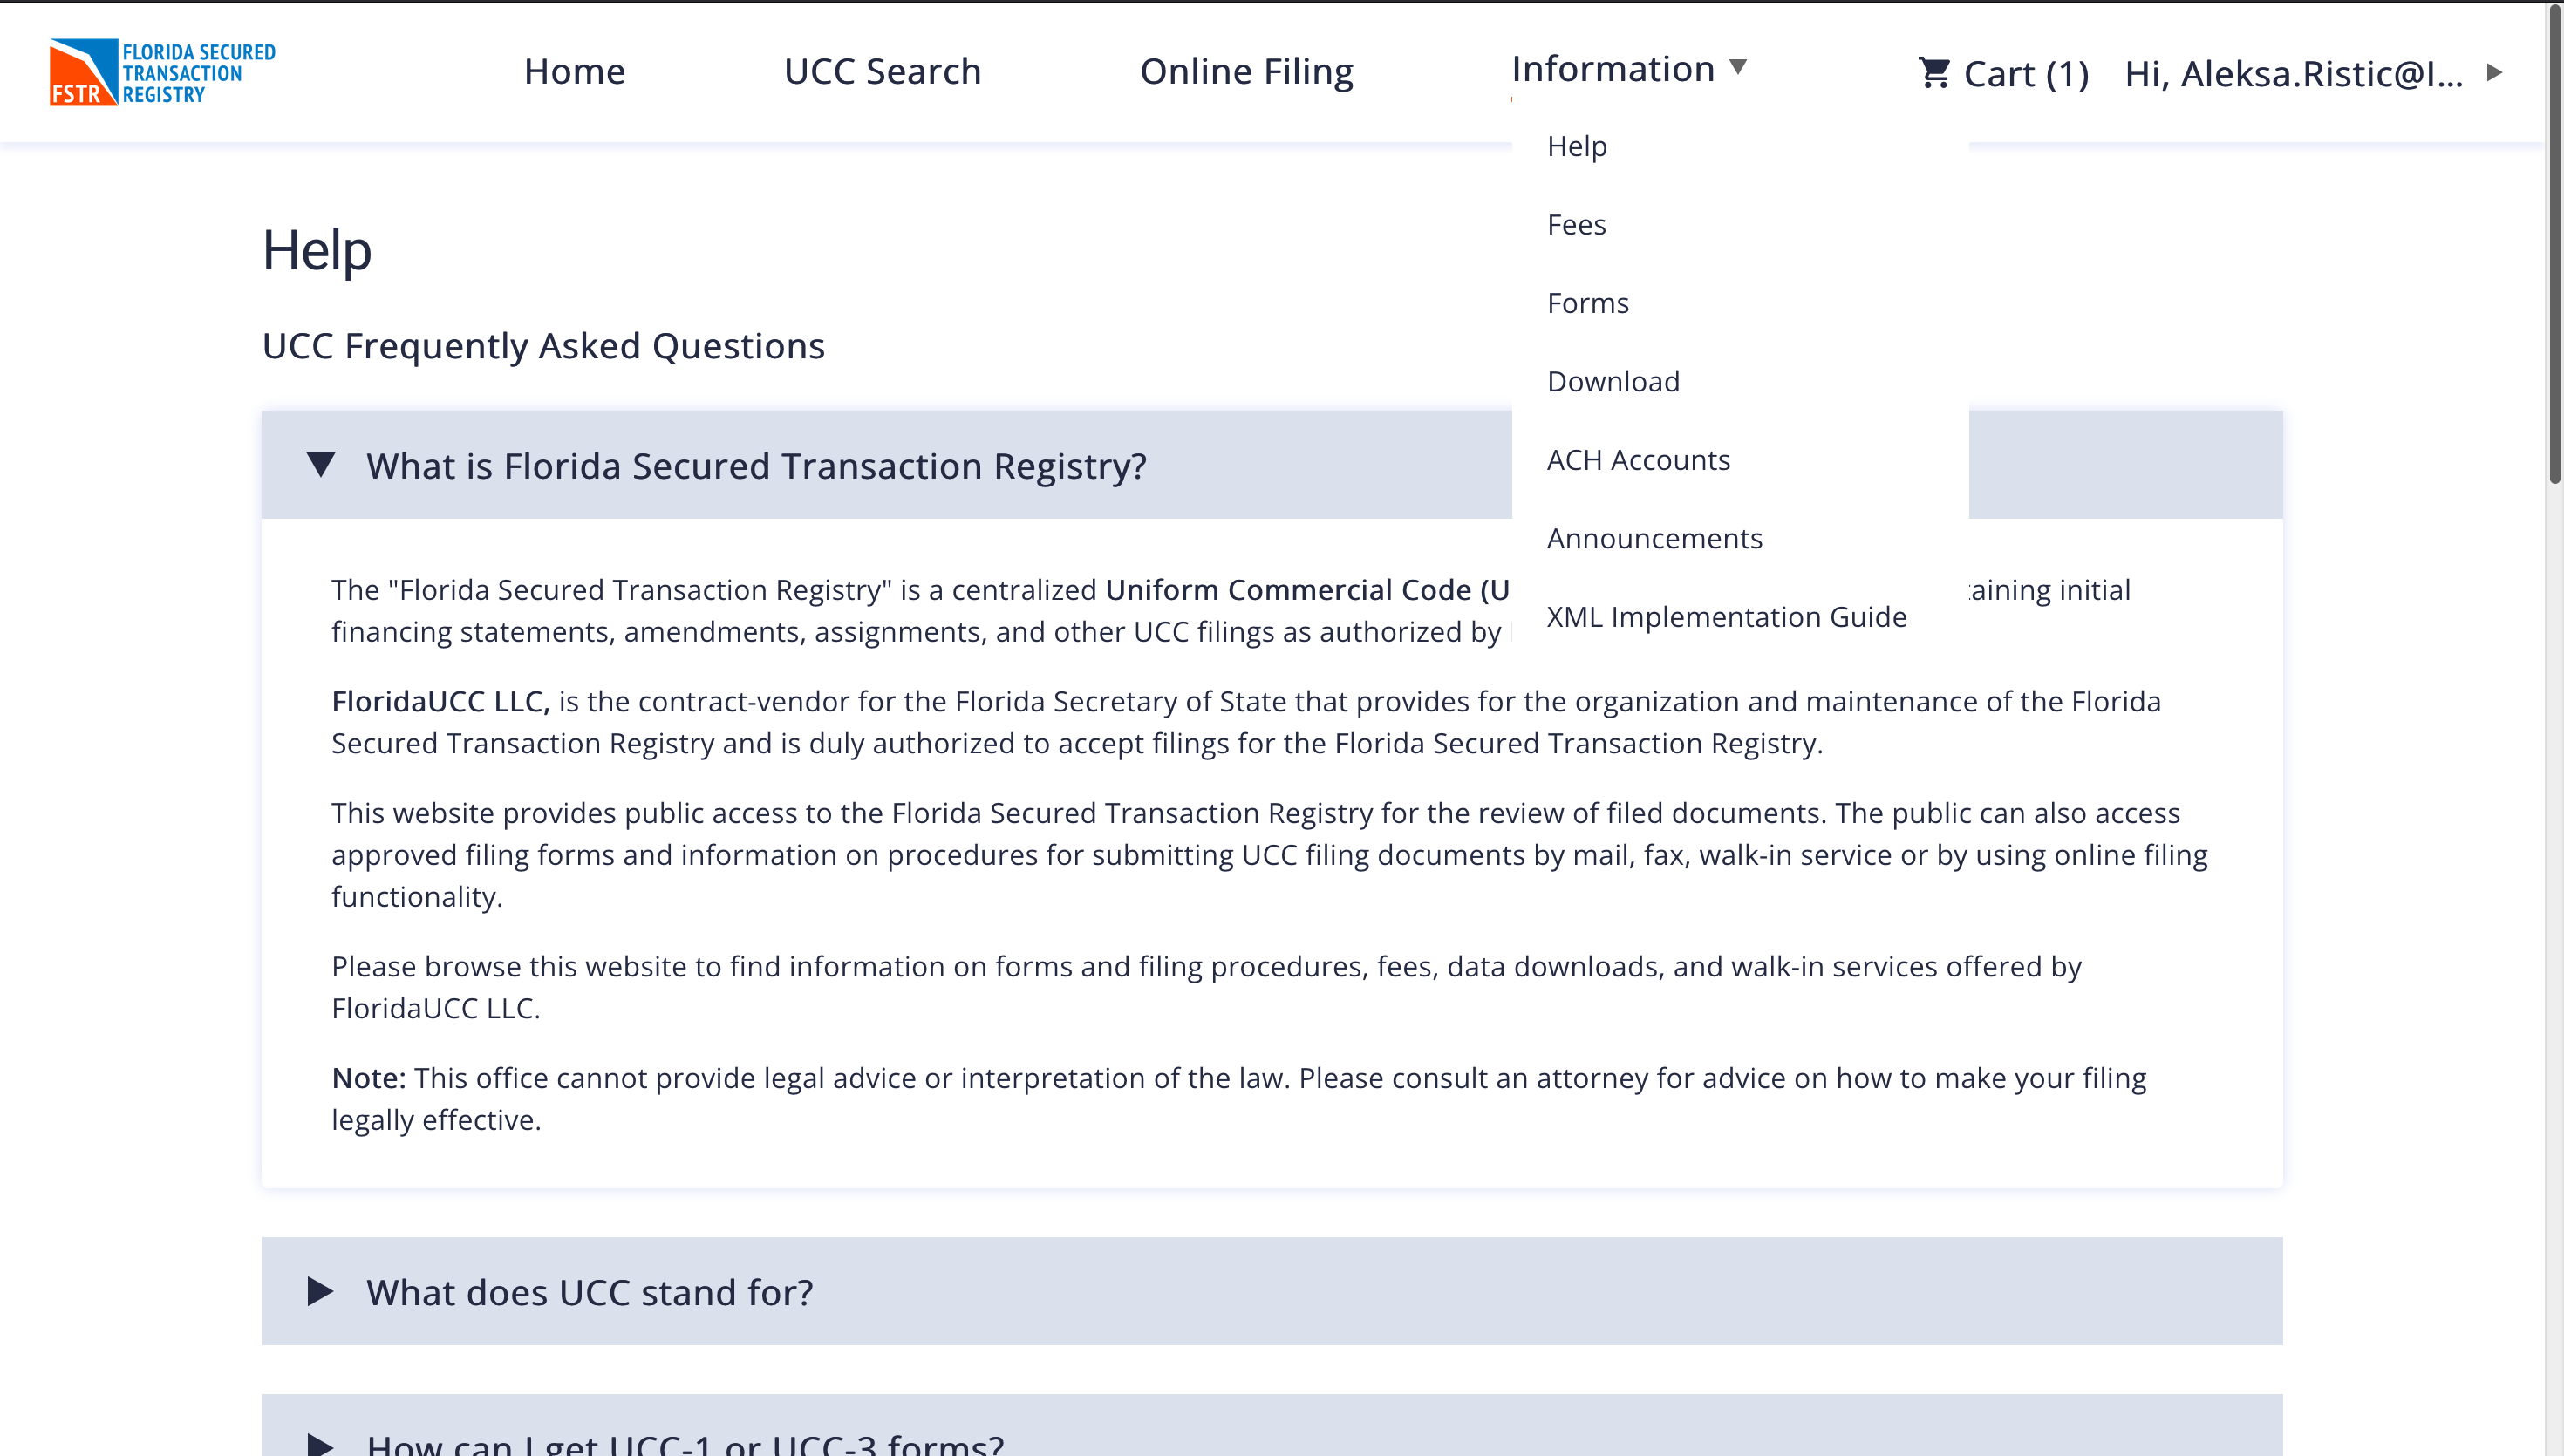 FLORIDA SECURED
TRANSACTION
REGISTRY
FSTR
Home
UCC Search
Online Filing
Information
Cart (1)
Hi, Aleksa.Ristic@I...
Help
Fees
Forms
Download
ACH Accounts
Announcements
XML Implementation Guide
Help
UCC Frequently Asked Questions
What is Florida Secured Transaction Registry?
The "Florida Secured Transaction Registry" is a centralized Uniform Commercial Code (U taining initial
financing statements, amendments, assignments, and other UCC filings as authorized by
FloridaUCC LLC, is the contract-vendor for the Florida Secretary of State that provides for the organization and maintenance of the Florida
Secured Transaction Registry and is duly authorized to accept filings for the Florida Secured Transaction Registry.
This website provides public access to the Florida Secured Transaction Registry for the review of filed documents. The public can also access
approved filing forms and information on procedures for submitting UCC filing documents by mail, fax, walk-in service or by using online filing
functionality.
Please browse this website to find information on forms and filing procedures, fees, data downloads, and walk-in services offered by
FloridaUCC LLC.
Note: This office cannot provide legal advice or interpretation of the law. Please consult an attorney for advice on how to make your filing
legally effective.
What does UCC stand for?
How can I get UCC-1 or UCC-3 forms?